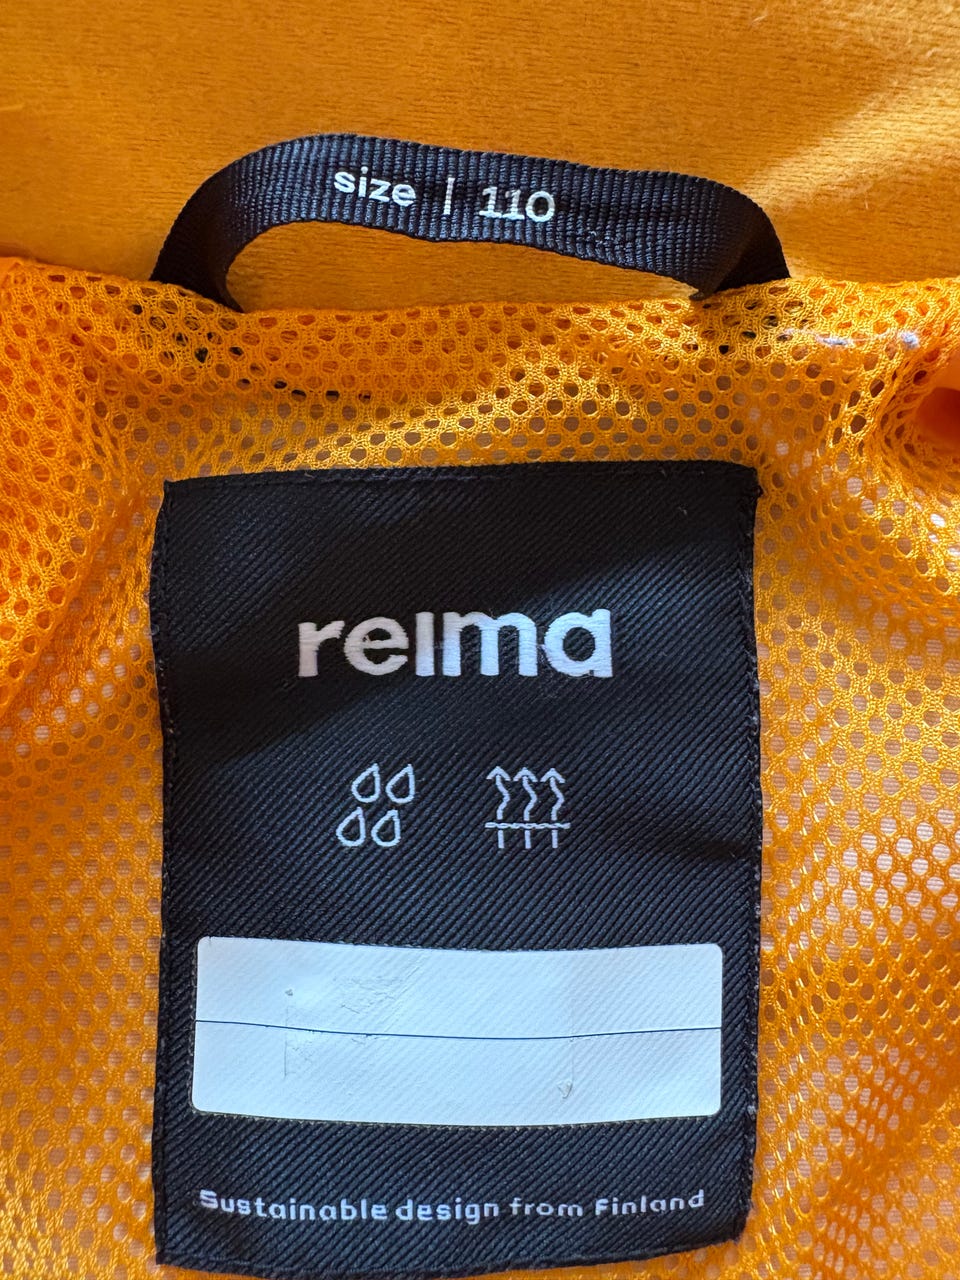 size | 110
reima
Sustainable design from Finland